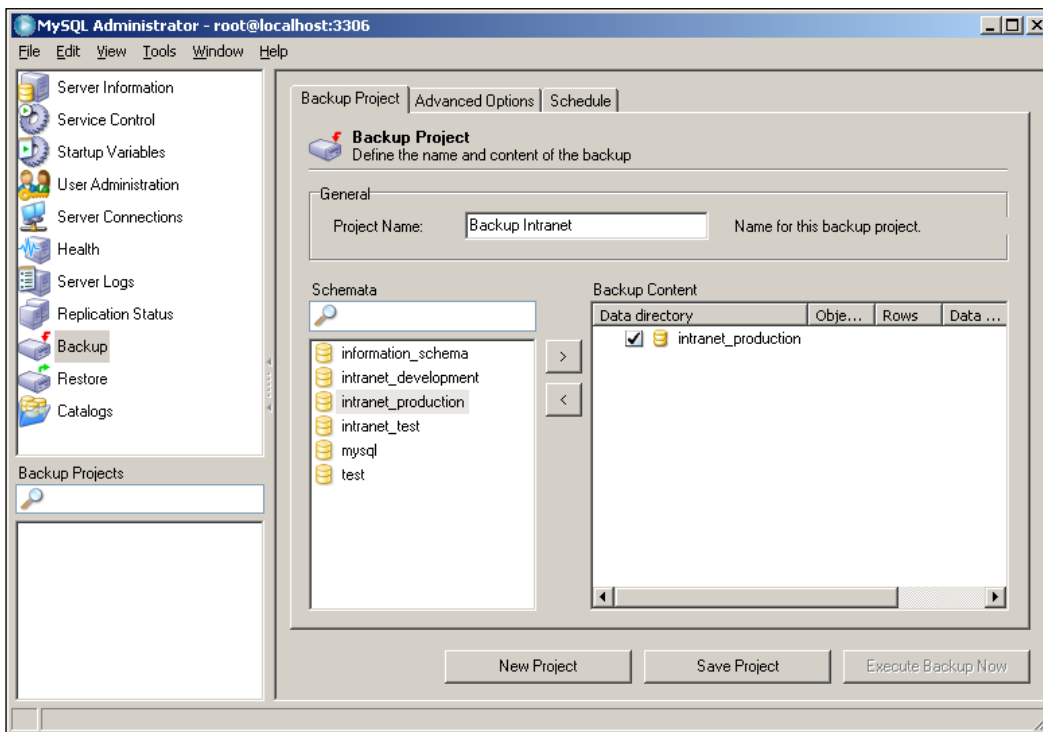 MySQL Administrator - root@localhost:3306
File Edit View Tools Window Help
Server Information
Service Control
Startup Variables
User Administration
Server Connections
Health
Server Logs
Replication Status
Backup
Restore
Catalogs
Backup Projects
Backup Project Advanced Options Schedule
Backup Project
Define the name and content of the backup
General
Project Name: Backup Intranet Name for this backup project.
Schemata
information_schema
intranet_development
intranet_production
intranet_test
mysql
test
>
<
Backup Content
Data directory Obje... Rows Data ...
intranet_production
New Project Save Project Execute Backup Now